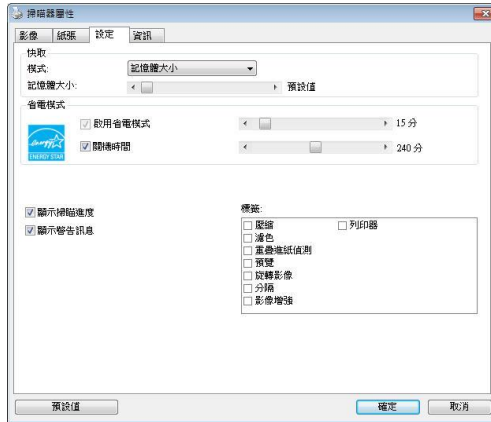 掃瞄器屬性
影像 紙張 設定 資訊
快取
模式: 記憶體大小
記憶體大小: 預設值
省電模式
啟用省電模式 15 分
ENERGY STAR
關機時間 240 分
顯示掃瞄進度
顯示警告訊息
標籤:
壓縮 列印器
濾色
重疊進紙偵測
預覽
旋轉影像
分隔
影像增強
預設值 確定 取消